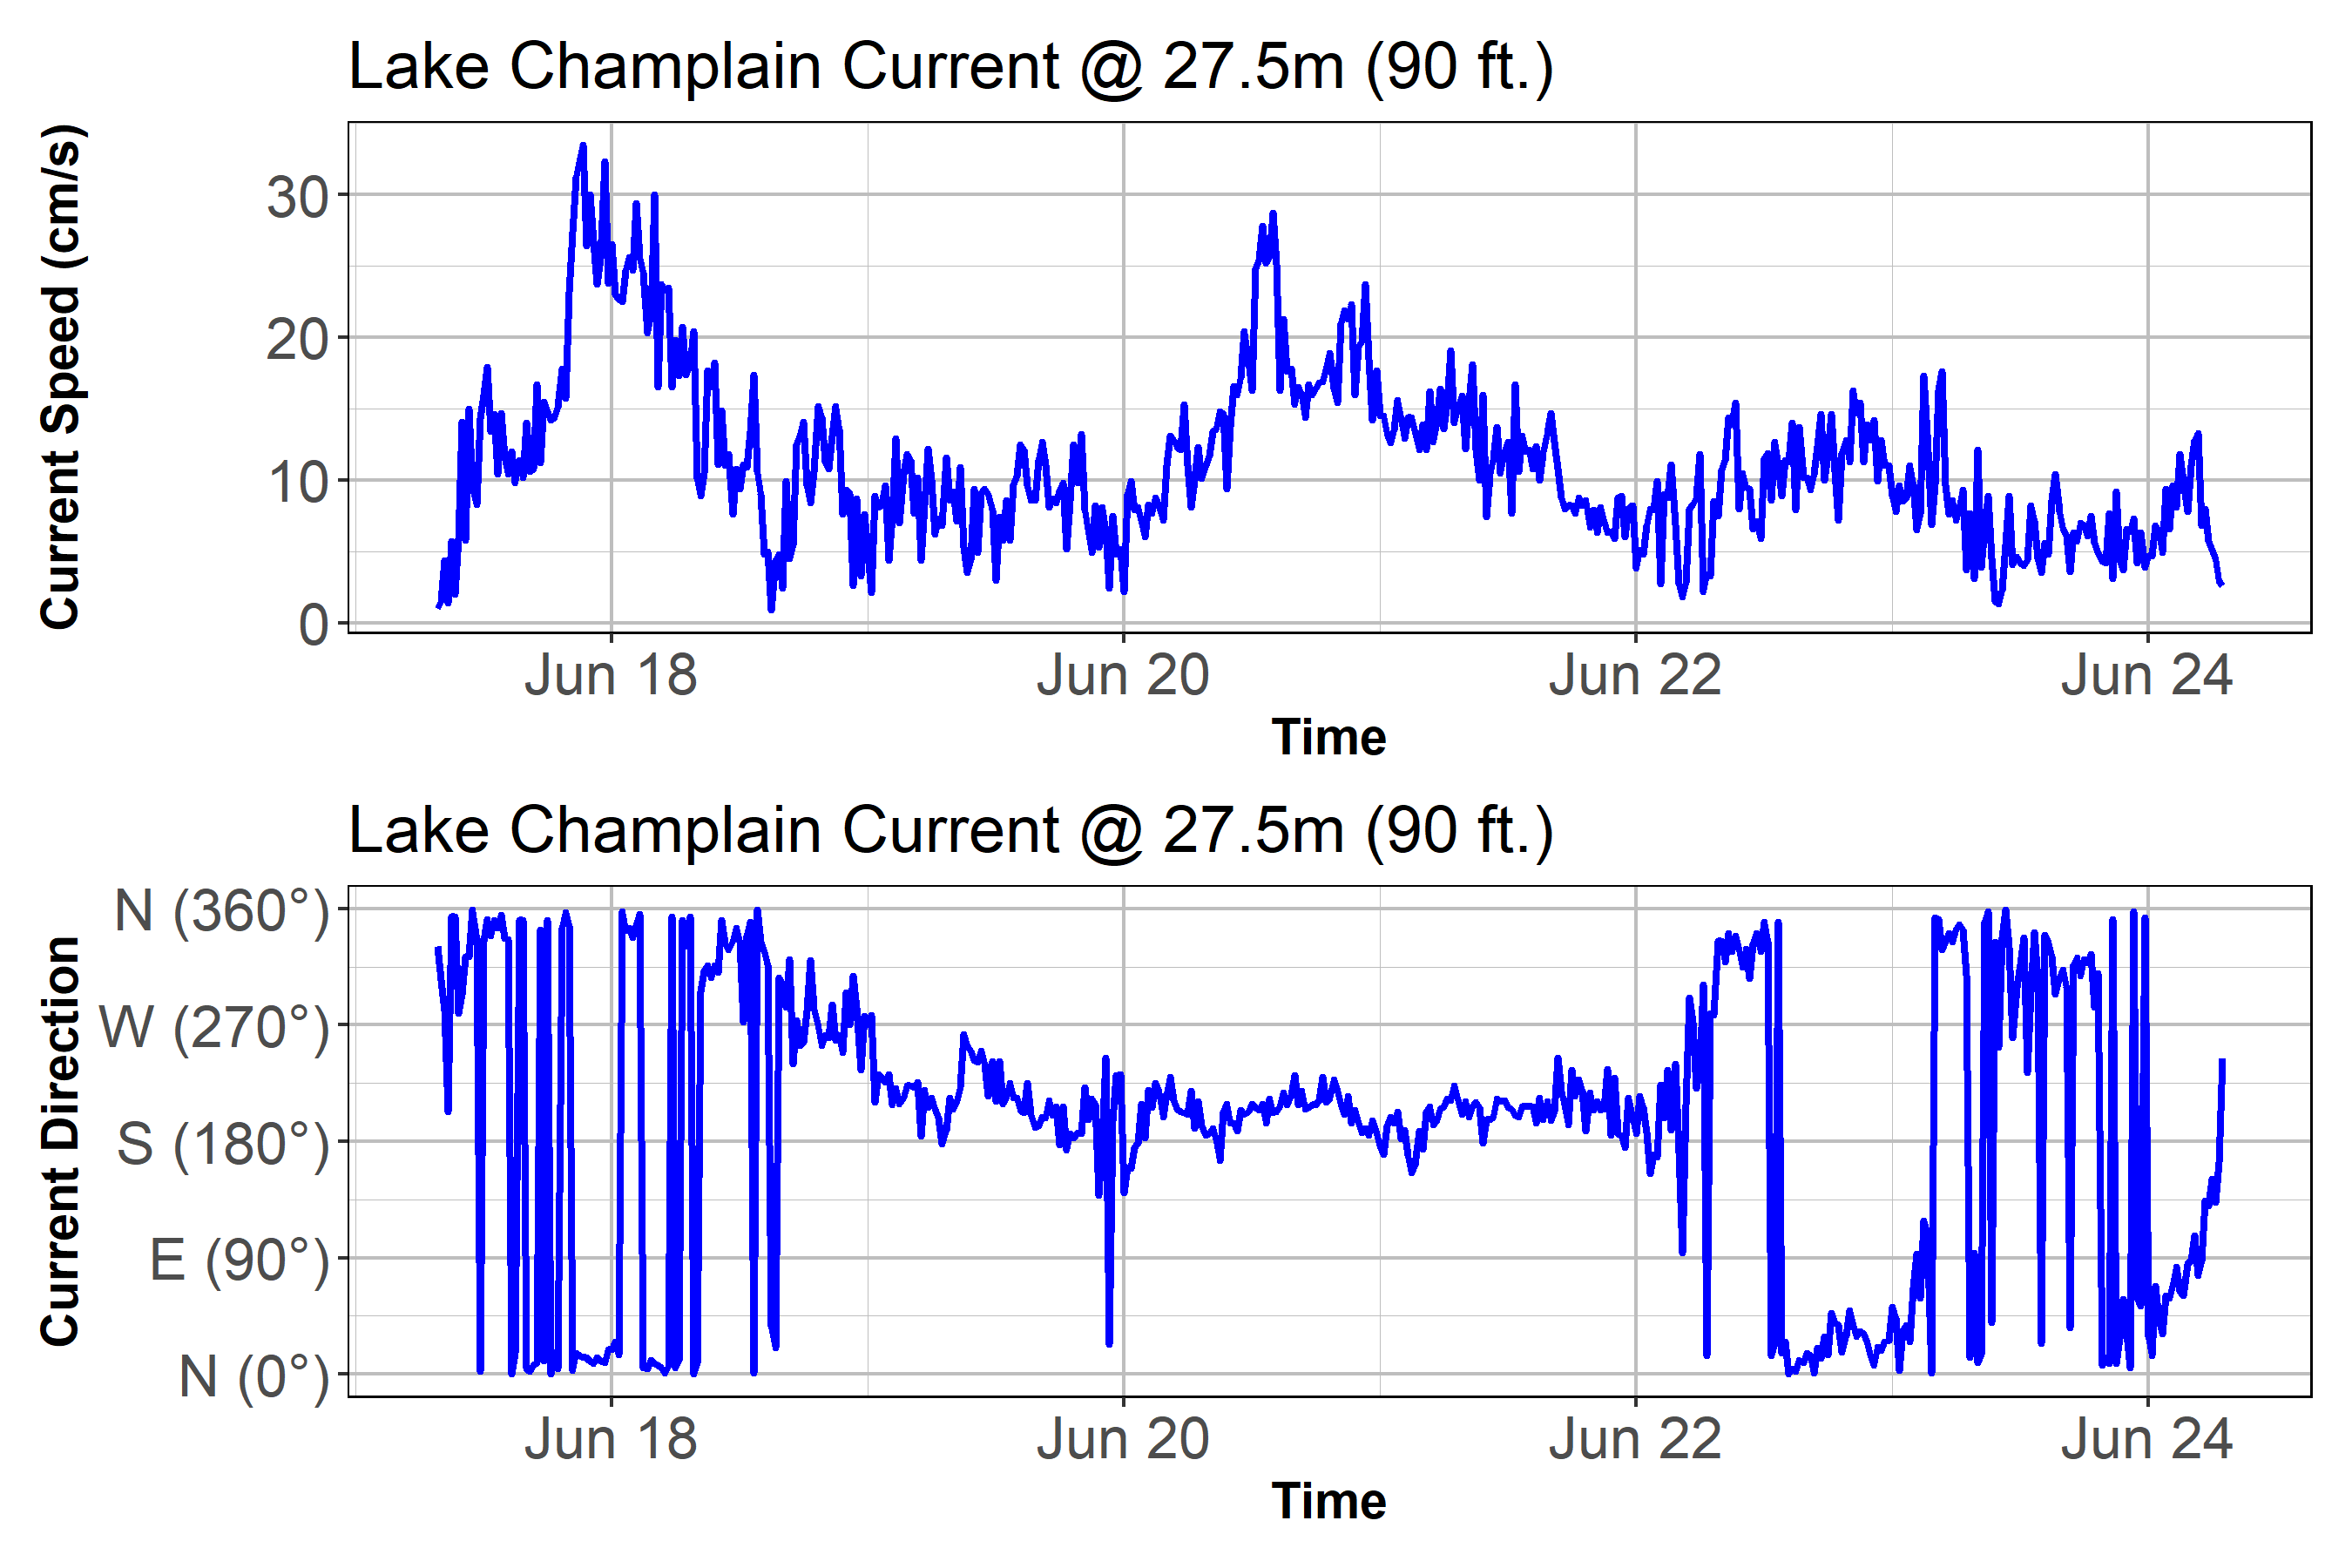 Lake Champlain Current @ 27.5m (90 ft.)
Current Speed (cm/s)
30
20
10
0
Jun 18 Jun 20 Jun 22 Jun 24
Time
Lake Champlain Current @ 27.5m (90 ft.)
Current Direction
N (360°)
W (270°)
S (180°)
E (90°)
N (0°)
Jun 18 Jun 20 Jun 22 Jun 24
Time